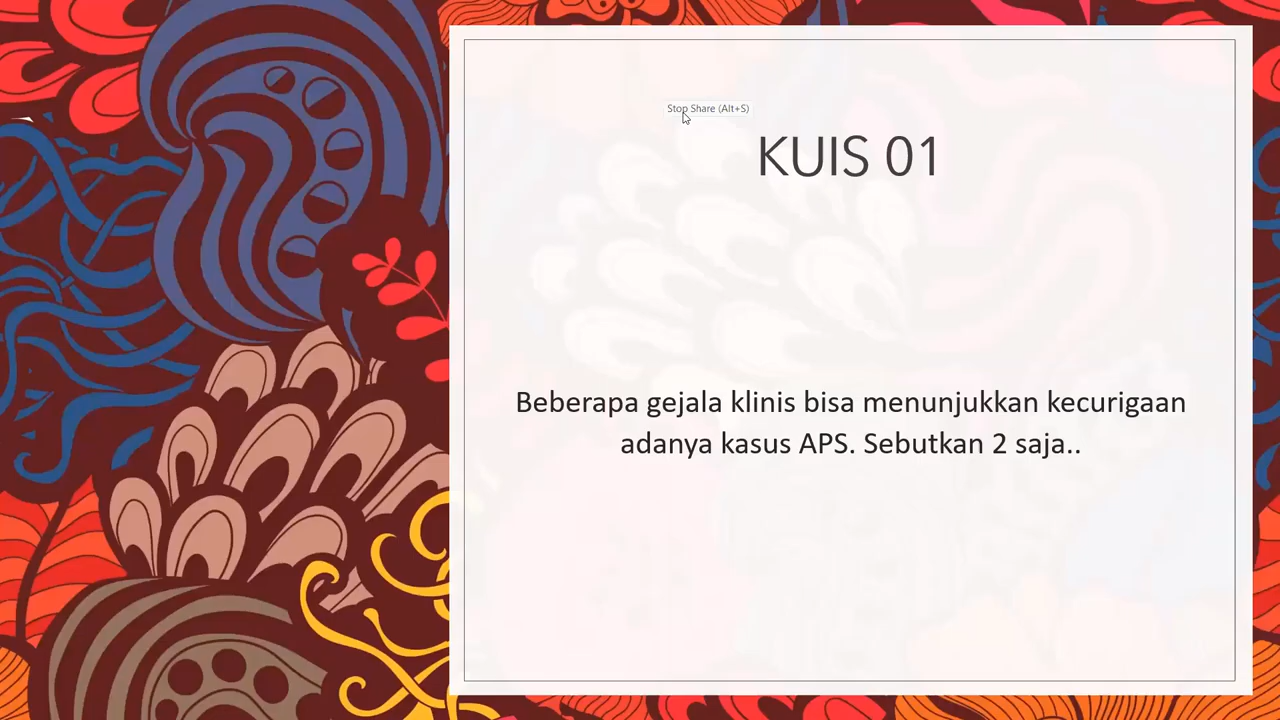 Stop Share (Alt+S)
KUIS 01
Beberapa gejala klinis bisa menunjukkan kecurigaan
adanya kasus APS. Sebutkan 2 saja..